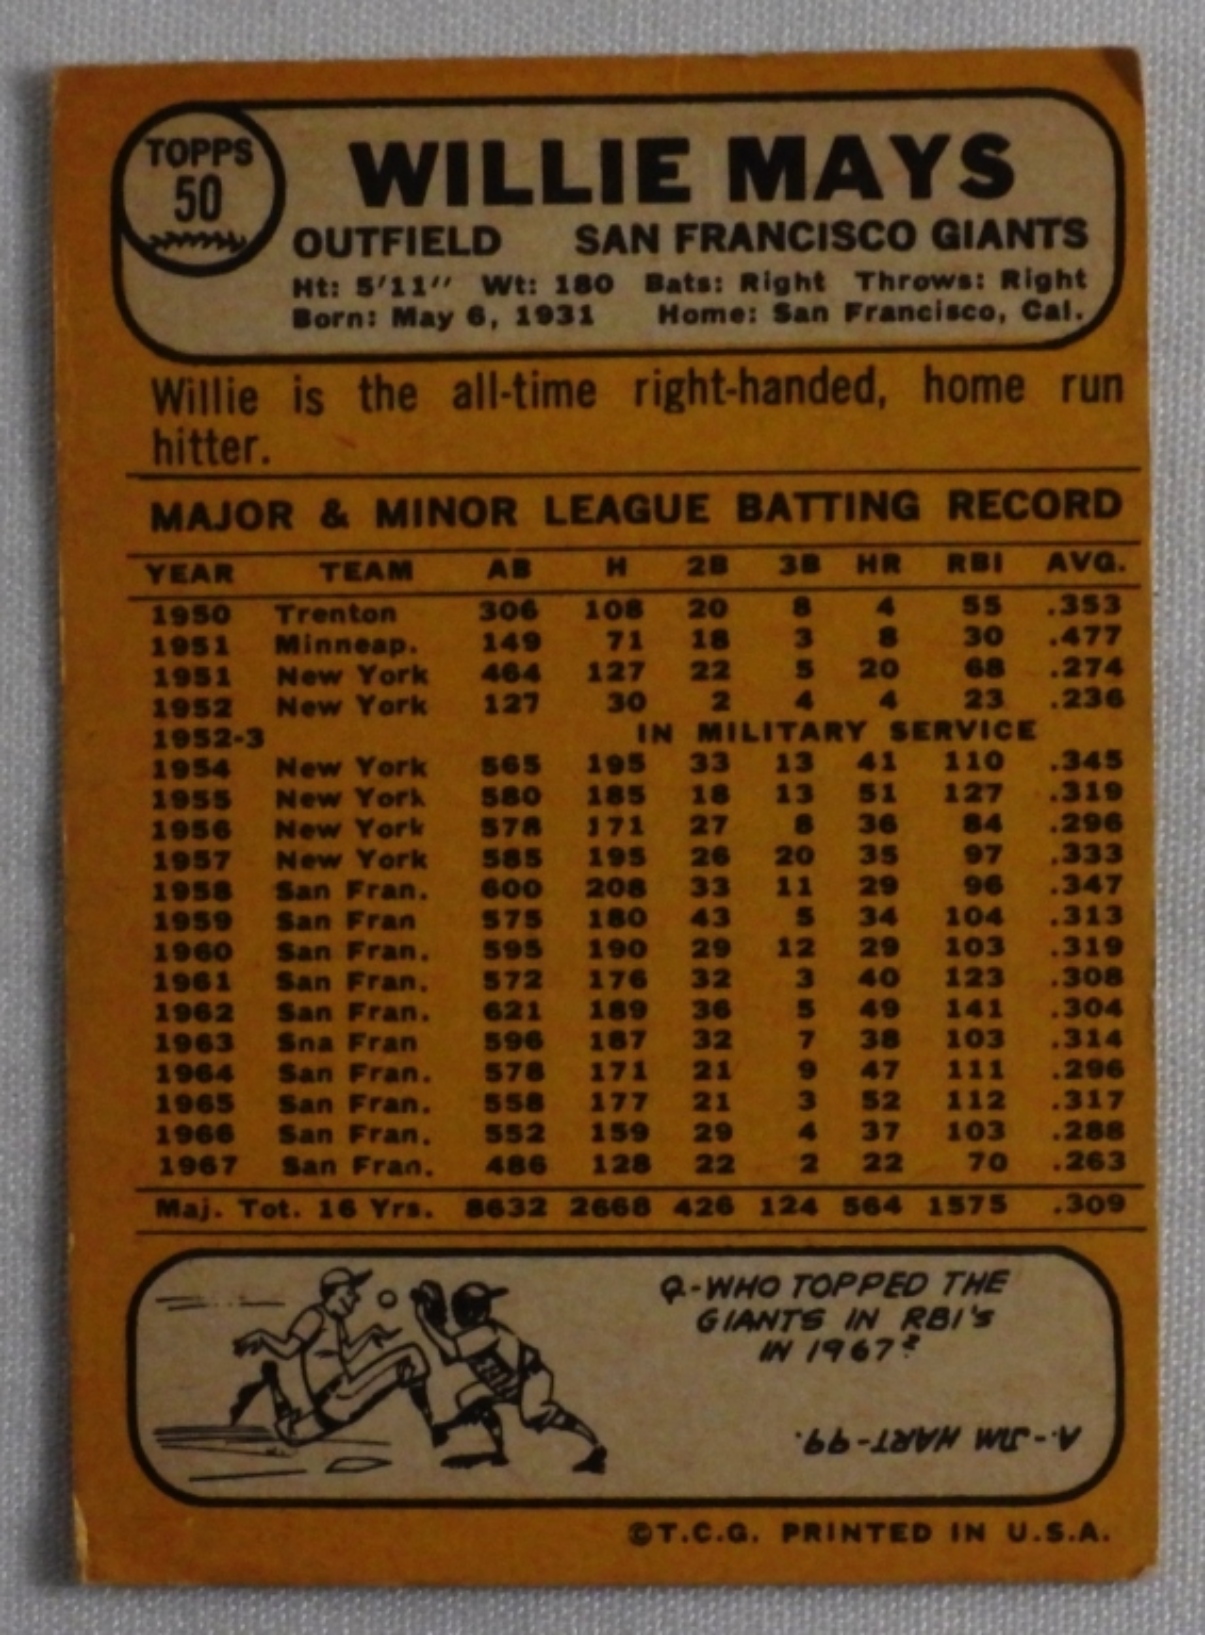 TOPPS
50
WILLIE MAYS
OUTFIELD SAN FRANCISCO GIANTS
Ht: 5'11" Wt: 180 Bats: Right Throws: Right
Born: May 6, 1931 Home: San Francisco, Cal.
Willie is the all-time right-handed, home run
hitter.
MAJOR & MINOR LEAGUE BATTING RECORD
YEAR TEAM AB H 2B 3B HR RBI AVG.
1950 Trenton 306 108 20 8 4 55 .353
1951 Minneap. 149 71 18 3 8 30 .477
1951 New York 464 127 22 5 20 68 .274
1952 New York 127 30 2 4 4 23 .236
1952-3 IN MILITARY SERVICE
1954 New York 565 195 33 13 41 110 .345
1955 New York 580 185 18 13 51 127 .319
1956 New York 578 171 27 8 36 84 .296
1957 New York 585 195 26 20 35 97 .333
1958 San Fran. 600 208 33 11 29 96 .347
1959 San Fran 575 180 43 5 34 104 .313
1960 San Fran. 595 190 29 12 29 103 .319
1961 San Fran. 572 176 32 3 40 123 .308
1962 San Fran. 621 189 36 5 49 141 .304
1963 Sna Fran 596 187 32 7 38 103 .314
1964 San Fran. 578 171 21 9 47 111 .296
1965 San Fran. 558 177 21 3 52 112 .317
1966 San Fran. 552 159 29 4 37 103 .288
1967 San Fran. 486 128 22 2 22 70 .263
Maj. Tot. 16 Yrs. 8632 2668 426 124 564 1575 .309
Q-WHO TOPPED THE
GIANTS IN RBI'S
IN 1967?
A-JIM HART-99.
©T.C.G. PRINTED IN U.S.A.